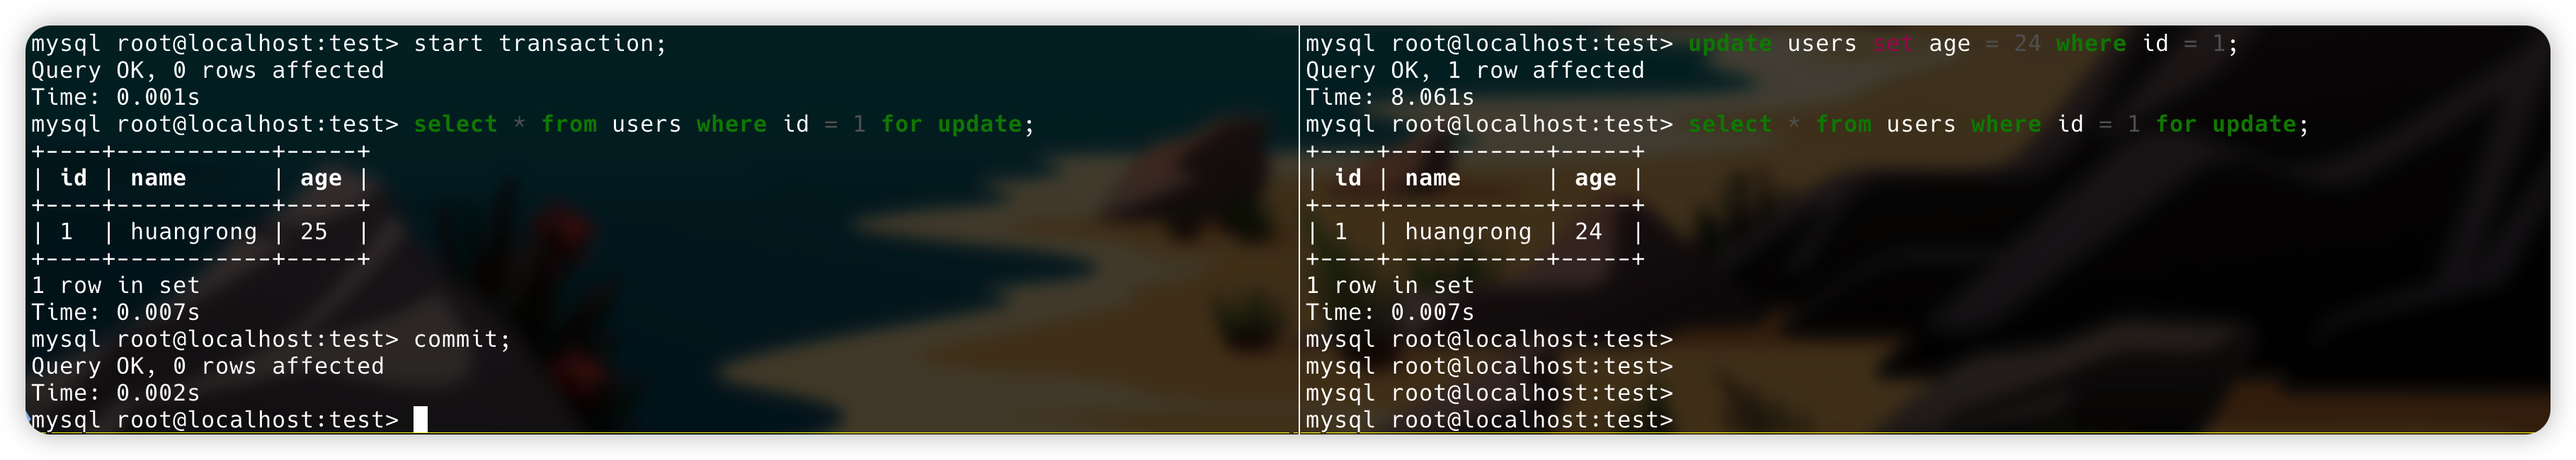 mysql root@localhost:test> start transaction;
Query OK, 0 rows affected
Time: 0.001s
mysql root@localhost:test> select * from users where id = 1 for update;
+----+-----------+-----+
| id | name      | age |
+----+-----------+-----+
| 1  | huangrong | 25  |
+----+-----------+-----+
1 row in set
Time: 0.007s
mysql root@localhost:test> commit;
Query OK, 0 rows affected
Time: 0.002s
mysql root@localhost:test>
mysql root@localhost:test> update users set age = 24 where id = 1;
Query OK, 1 row affected
Time: 8.061s
mysql root@localhost:test> select * from users where id = 1 for update;
+----+-----------+-----+
| id | name      | age |
+----+-----------+-----+
| 1  | huangrong | 24  |
+----+-----------+-----+
1 row in set
Time: 0.007s
mysql root@localhost:test>
mysql root@localhost:test>
mysql root@localhost:test>
mysql root@localhost:test>